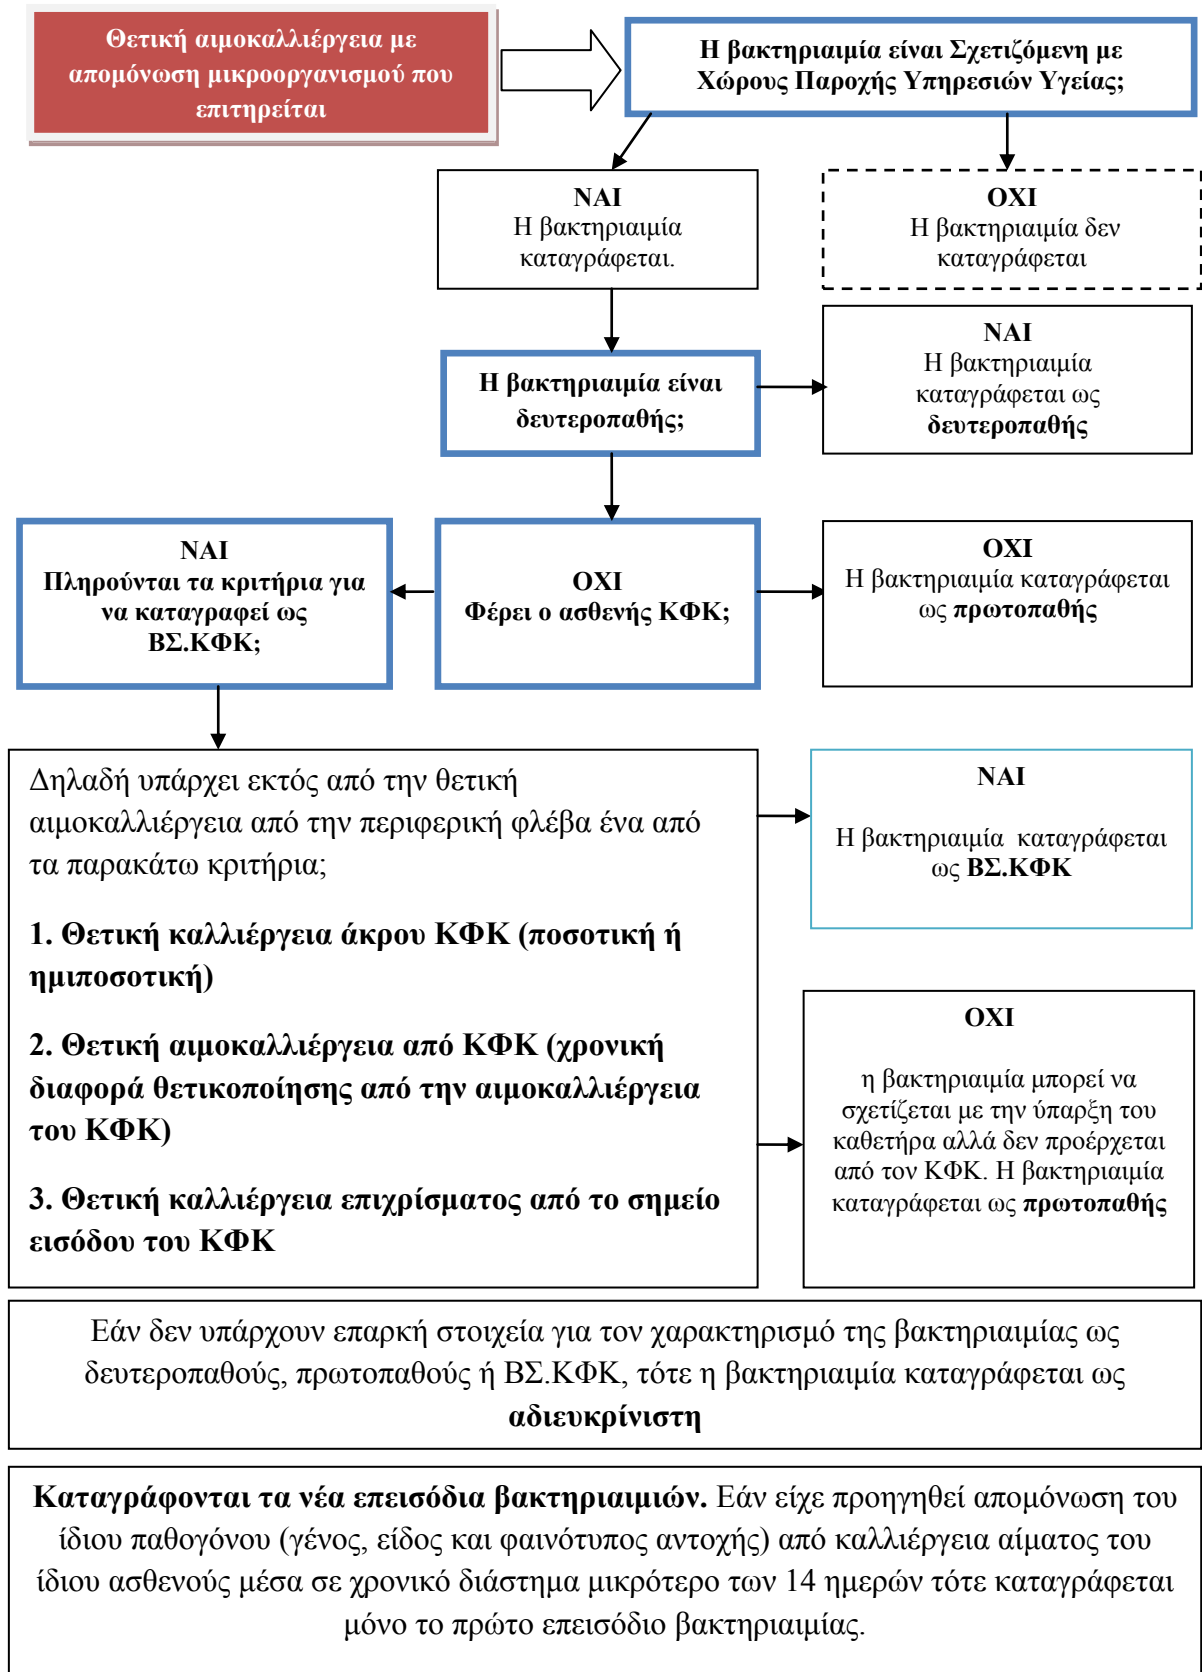 Θετική αιμοκαλλιέργεια με
απομόνωση μικροοργανισμού που
επιτηρείται
Η βακτηριαιμία είναι Σχετιζόμενη με
Χώρους Παροχής Υπηρεσιών Υγείας;
ΝΑΙ
Η βακτηριαιμία
καταγράφεται.
ΟΧΙ
Η βακτηριαιμία δεν
καταγράφεται
Η βακτηριαιμία είναι
δευτεροπαθής;
ΝΑΙ
Η βακτηριαιμία
καταγράφεται ως
δευτεροπαθής
ΝΑΙ
Πληρούνται τα κριτήρια για
να καταγραφεί ως
ΒΣ.ΚΦΚ;
ΟΧΙ
Φέρει ο ασθενής ΚΦΚ;
ΟΧΙ
Η βακτηριαιμία καταγράφεται
ως πρωτοπαθής
Δηλαδή υπάρχει εκτός από την θετική
αιμοκαλλιέργεια από την περιφερική φλέβα ένα από
τα παρακάτω κριτήρια;
1. Θετική καλλιέργεια άκρου ΚΦΚ (ποσοτική ή
ημιποσοτική)
2. Θετική αιμοκαλλιέργεια από ΚΦΚ (χρονική
διαφορά θετικοποίησης από την αιμοκαλλιέργεια
του ΚΦΚ)
3. Θετική καλλιέργεια επιχρίσματος από το σημείο
εισόδου του ΚΦΚ
ΝΑΙ
Η βακτηριαιμία καταγράφεται
ως ΒΣ.ΚΦΚ
ΟΧΙ
η βακτηριαιμία μπορεί να
σχετίζεται με την ύπαρξη του
καθετήρα αλλά δεν προέρχεται
από τον ΚΦΚ. Η βακτηριαιμία
καταγράφεται ως πρωτοπαθής
Εάν δεν υπάρχουν επαρκή στοιχεία για τον χαρακτηρισμό της βακτηριαιμίας ως
δευτεροπαθούς, πρωτοπαθούς ή ΒΣ.ΚΦΚ, τότε η βακτηριαιμία καταγράφεται ως
αδιευκρίνιστη
Καταγράφονται τα νέα επεισόδια βακτηριαιμιών. Εάν είχε προηγηθεί απομόνωση του
ίδιου παθογόνου (γένος, είδος και φαινότυπος αντοχής) από καλλιέργεια αίματος του
ίδιου ασθενούς μέσα σε χρονικό διάστημα μικρότερο των 14 ημερών τότε καταγράφεται
μόνο το πρώτο επεισόδιο βακτηριαιμίας.